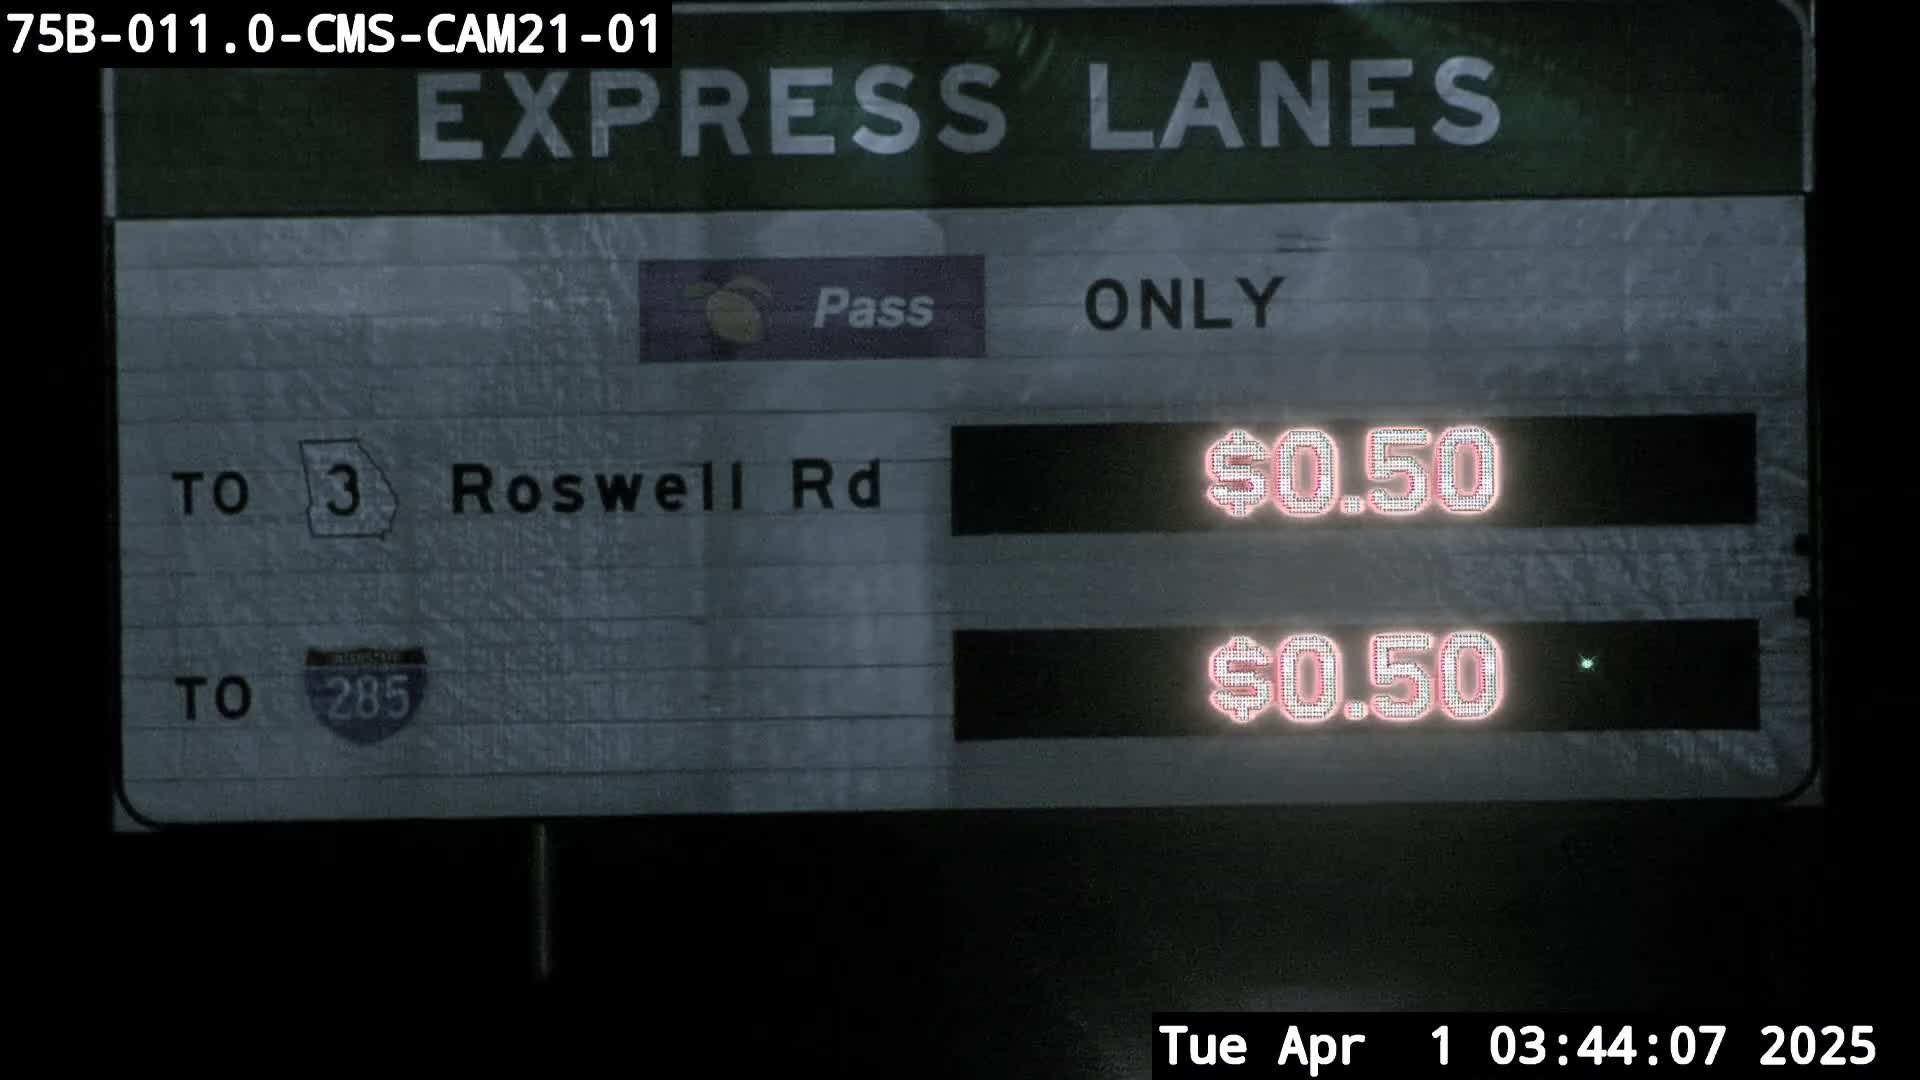 75B-011.0-CMS-CAM21-01
EXPRESS LANES
Pass ONLY
TO 3 Roswell Rd $0.50
TO 285 $0.50
Tue Apr 1 03:44:07 2025